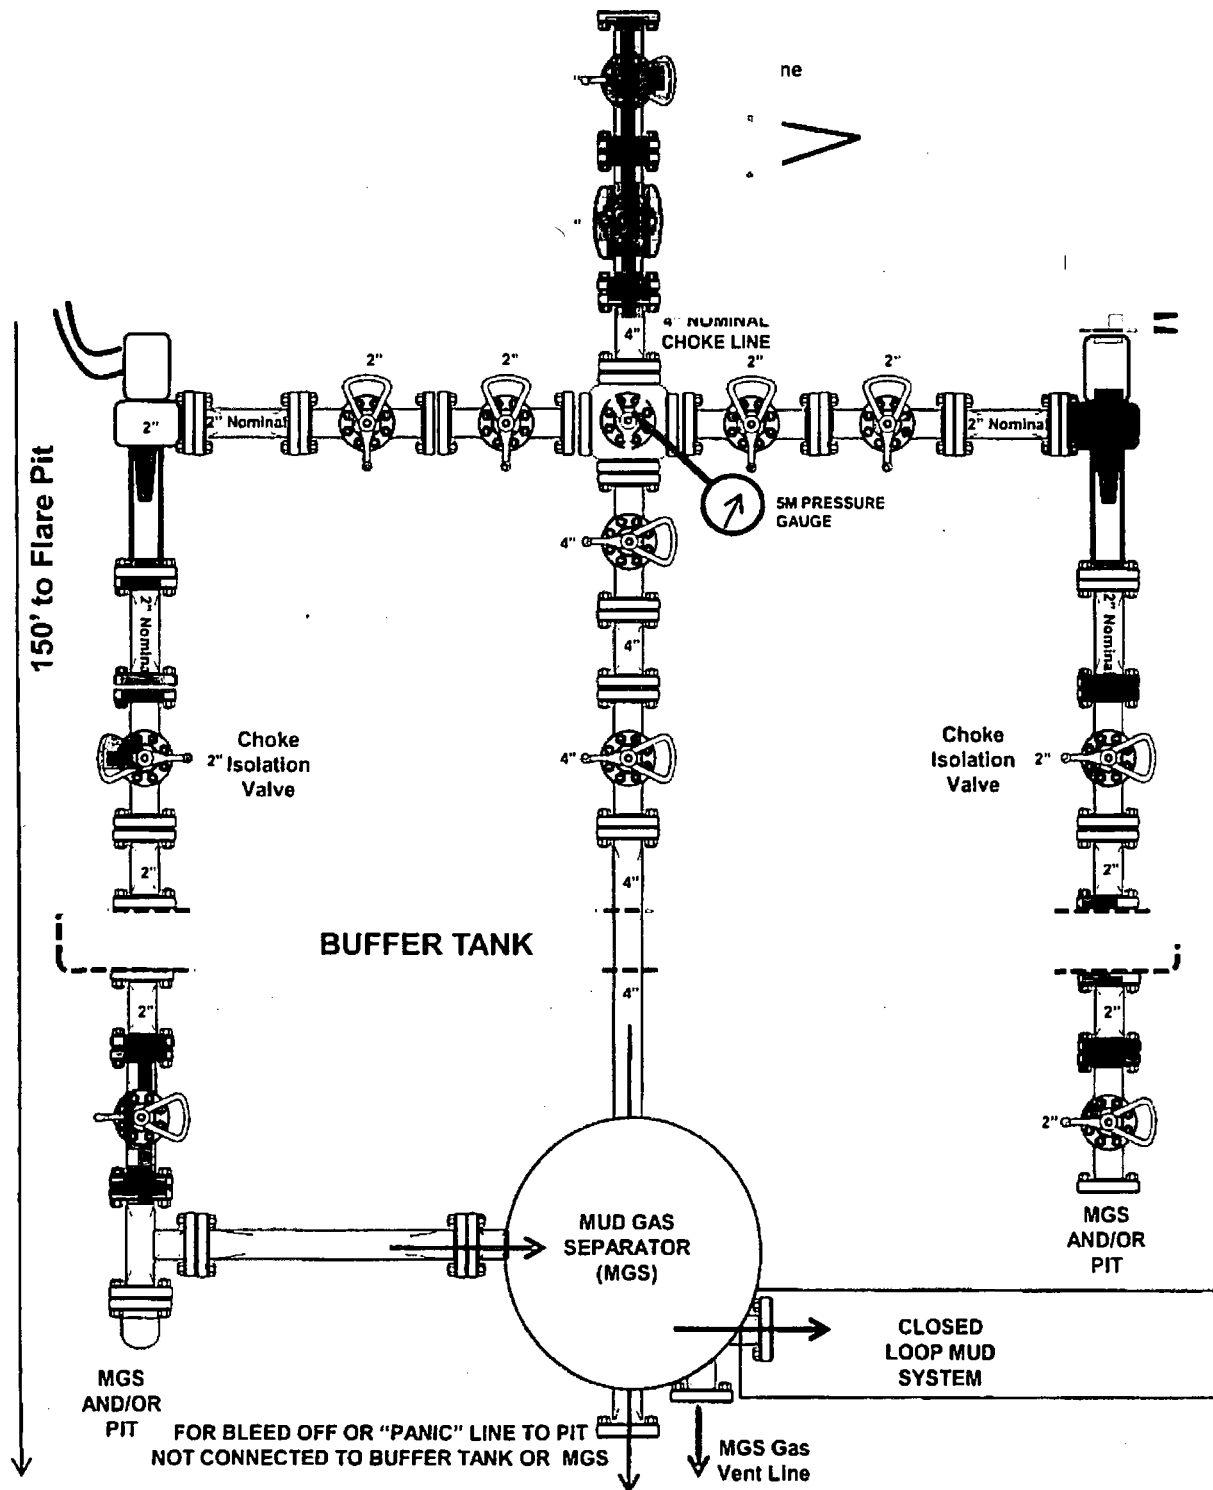 ne
4" NOMINAL
CHOKE LINE
4"
2"
2"
2"
2"
2"
2" Nominal
2" Nominal
5M PRESSURE
GAUGE
4"
150' to Flare Pit
2" Nominal
4"
2" Nominal
Choke
Isolation
Valve
2"
4"
Choke
Isolation
Valve
2"
2"
4"
2"
BUFFER TANK
2"
4"
2"
2"
MUD GAS
SEPARATOR
(MGS)
MGS
AND/OR
PIT
CLOSED
LOOP MUD
SYSTEM
MGS
AND/OR
PIT
FOR BLEED OFF OR "PANIC" LINE TO PIT
NOT CONNECTED TO BUFFER TANK OR MGS
MGS Gas
Vent Line